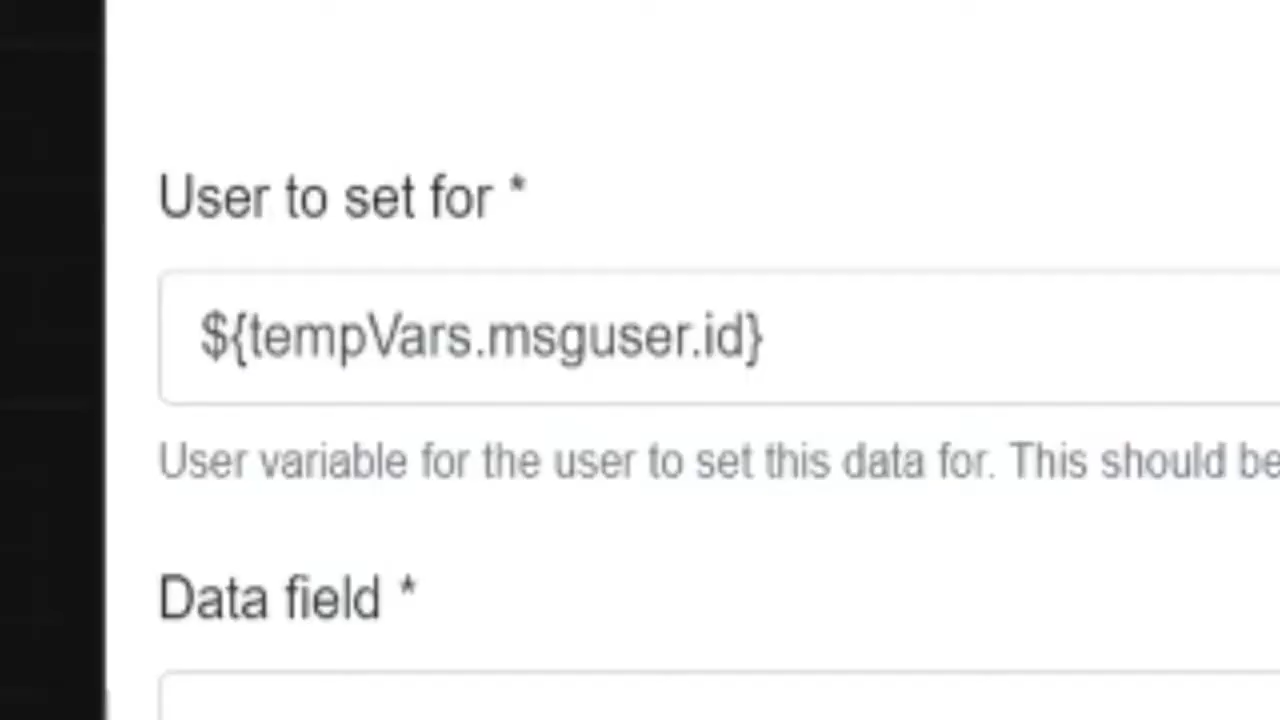 User to set for *
${tempVars.msguser.id}
User variable for the user to set this data for. This should be
Data field *